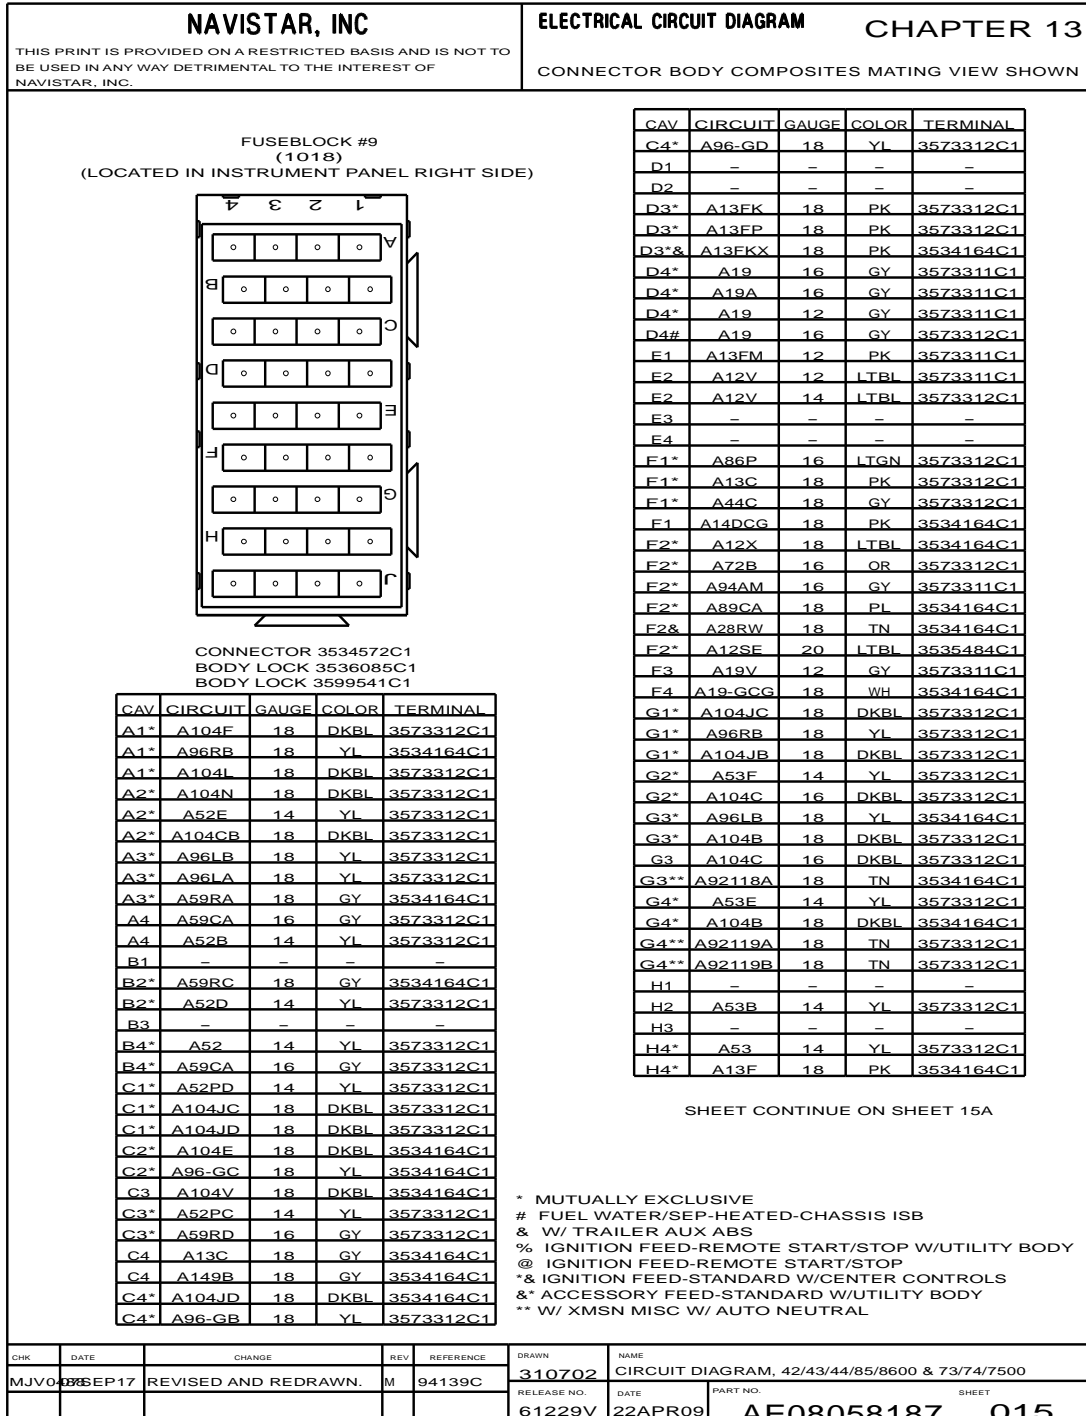 NAVISTAR, INC
THIS PRINT IS PROVIDED ON A RESTRICTED BASIS AND IS NOT TO
BE USED IN ANY WAY DETRIMENTAL TO THE INTEREST OF
NAVISTAR, INC.
ELECTRICAL CIRCUIT DIAGRAM CHAPTER 13
CONNECTOR BODY COMPOSITES MATING VIEW SHOWN
FUSEBLOCK #9
(1018)
(LOCATED IN INSTRUMENT PANEL RIGHT SIDE)
4 3 2 1
A
B
C
D
E
F
G
H
J
CONNECTOR 3534572C1
BODY LOCK 3536085C1
BODY LOCK 3599541C1
CAV CIRCUIT GAUGE COLOR TERMINAL
A1* A104F 18 DKBL 3573312C1
A1* A96RB 18 YL 3534164C1
A1* A104L 18 DKBL 3573312C1
A2* A104N 18 DKBL 3573312C1
A2* A52E 14 YL 3573312C1
A2* A104CB 18 DKBL 3573312C1
A3* A96LB 18 YL 3573312C1
A3* A96LA 18 YL 3573312C1
A3* A59RA 18 GY 3534164C1
A4 A59CA 16 GY 3573312C1
A4 A52B 14 YL 3573312C1
B1 – – – –
B2* A59RC 18 GY 3534164C1
B2* A52D 14 YL 3573312C1
B3 – – – –
B4* A52 14 YL 3573312C1
B4* A59CA 16 GY 3573312C1
C1* A52PD 14 YL 3573312C1
C1* A104JC 18 DKBL 3573312C1
C1* A104JD 18 DKBL 3573312C1
C2* A104E 18 DKBL 3534164C1
C2* A96-GC 18 YL 3534164C1
C3 A104V 18 DKBL 3534164C1
C3* A52PC 14 YL 3573312C1
C3* A59RD 16 GY 3573312C1
C4 A13C 18 GY 3534164C1
C4 A149B 18 GY 3534164C1
C4* A104JD 18 DKBL 3534164C1
C4* A96-GB 18 YL 3573312C1
CAV CIRCUIT GAUGE COLOR TERMINAL
C4* A96-GD 18 YL 3573312C1
D1 – – – –
D2 – – – –
D3* A13FK 18 PK 3573312C1
D3* A13FP 18 PK 3573312C1
D3*& A13FKX 18 PK 3534164C1
D4* A19 16 GY 3573311C1
D4* A19A 16 GY 3573311C1
D4* A19 12 GY 3573311C1
D4# A19 16 GY 3573312C1
E1 A13FM 12 PK 3573311C1
E2 A12V 12 LTBL 3573311C1
E2 A12V 14 LTBL 3573312C1
E3 – – – –
E4 – – – –
F1* A86P 16 LTGN 3573312C1
F1* A13C 18 PK 3573312C1
F1* A44C 18 GY 3573312C1
F1 A14DCG 18 PK 3534164C1
F2* A12X 18 LTBL 3534164C1
F2* A72B 16 OR 3573312C1
F2* A94AM 16 GY 3573311C1
F2* A89CA 18 PL 3534164C1
F2& A28RW 18 TN 3534164C1
F2* A12SE 20 LTBL 3535484C1
F3 A19V 12 GY 3573311C1
F4 A19-GCG 18 WH 3534164C1
G1* A104JC 18 DKBL 3573312C1
G1* A96RB 18 YL 3573312C1
G1* A104JB 18 DKBL 3573312C1
G2* A53F 14 YL 3573312C1
G2* A104C 16 DKBL 3573312C1
G3* A96LB 18 YL 3534164C1
G3* A104B 18 DKBL 3573312C1
G3 A104C 16 DKBL 3573312C1
G3** A92118A 18 TN 3534164C1
G4* A53E 14 YL 3573312C1
G4* A104B 18 DKBL 3534164C1
G4** A92119A 18 TN 3573312C1
G4** A92119B 18 TN 3573312C1
H1 – – – –
H2 A53B 14 YL 3573312C1
H3 – – – –
H4* A53 14 YL 3573312C1
H4* A13F 18 PK 3534164C1
SHEET CONTINUE ON SHEET 15A
* MUTUALLY EXCLUSIVE
# FUEL WATER/SEP-HEATED-CHASSIS ISB
& W/ TRAILER AUX ABS
% IGNITION FEED-REMOTE START/STOP W/UTILITY BODY
@ IGNITION FEED-REMOTE START/STOP
*& IGNITION FEED-STANDARD W/CENTER CONTROLS
&* ACCESSORY FEED-STANDARD W/UTILITY BODY
** W/ XMSN MISC W/ AUTO NEUTRAL
CHK DATE CHANGE REV REFERENCE
REVISED AND REDRAWN. M 94139C
DRAWN 310702
NAME
CIRCUIT DIAGRAM, 42/43/44/85/8600 & 73/74/7500
RELEASE NO. DATE PART NO. SHEET
61229V 22APR09 AE08058187 015